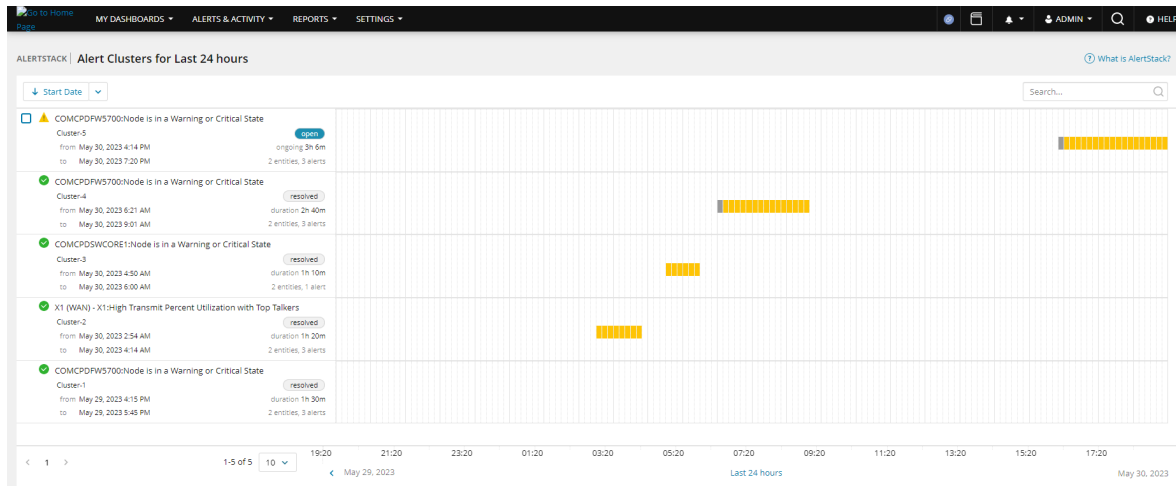 Go to Home Page
MY DASHBOARDS ALERTS & ACTIVITY REPORTS SETTINGS ADMIN HELP
ALERTSTACK Alert Clusters for Last 24 hours ? What is AlertStack?
Start Date Search...
COMCPDFW5700:Node is in a Warning or Critical State
Cluster-5 open
from May 30, 2023 4:14 PM ongoing 3h 6m
to May 30, 2023 7:20 PM 2 entities, 3 alerts
COMCPDFW5700:Node is in a Warning or Critical State
Cluster-4 resolved
from May 30, 2023 6:21 AM duration 2h 40m
to May 30, 2023 9:01 AM 2 entities, 3 alerts
COMCPDSWCORE1:Node is in a Warning or Critical State
Cluster-3 resolved
from May 30, 2023 4:50 AM duration 1h 10m
to May 30, 2023 6:00 AM 2 entities, 1 alert
X1 (WAN) - X1:High Transmit Percent Utilization with Top Talkers
Cluster-2 resolved
from May 30, 2023 2:54 AM duration 1h 20m
to May 30, 2023 4:14 AM 2 entities, 3 alerts
COMCPDFW5700:Node is in a Warning or Critical State
Cluster-1 resolved
from May 29, 2023 4:15 PM duration 1h 30m
to May 29, 2023 5:45 PM 2 entities, 3 alerts
19:20 21:20 23:20 01:20 03:20 05:20 07:20 09:20 11:20 13:20 15:20 17:20
< 1 > 1-5 of 5 10
< May 29, 2023 Last 24 hours May 30, 2023